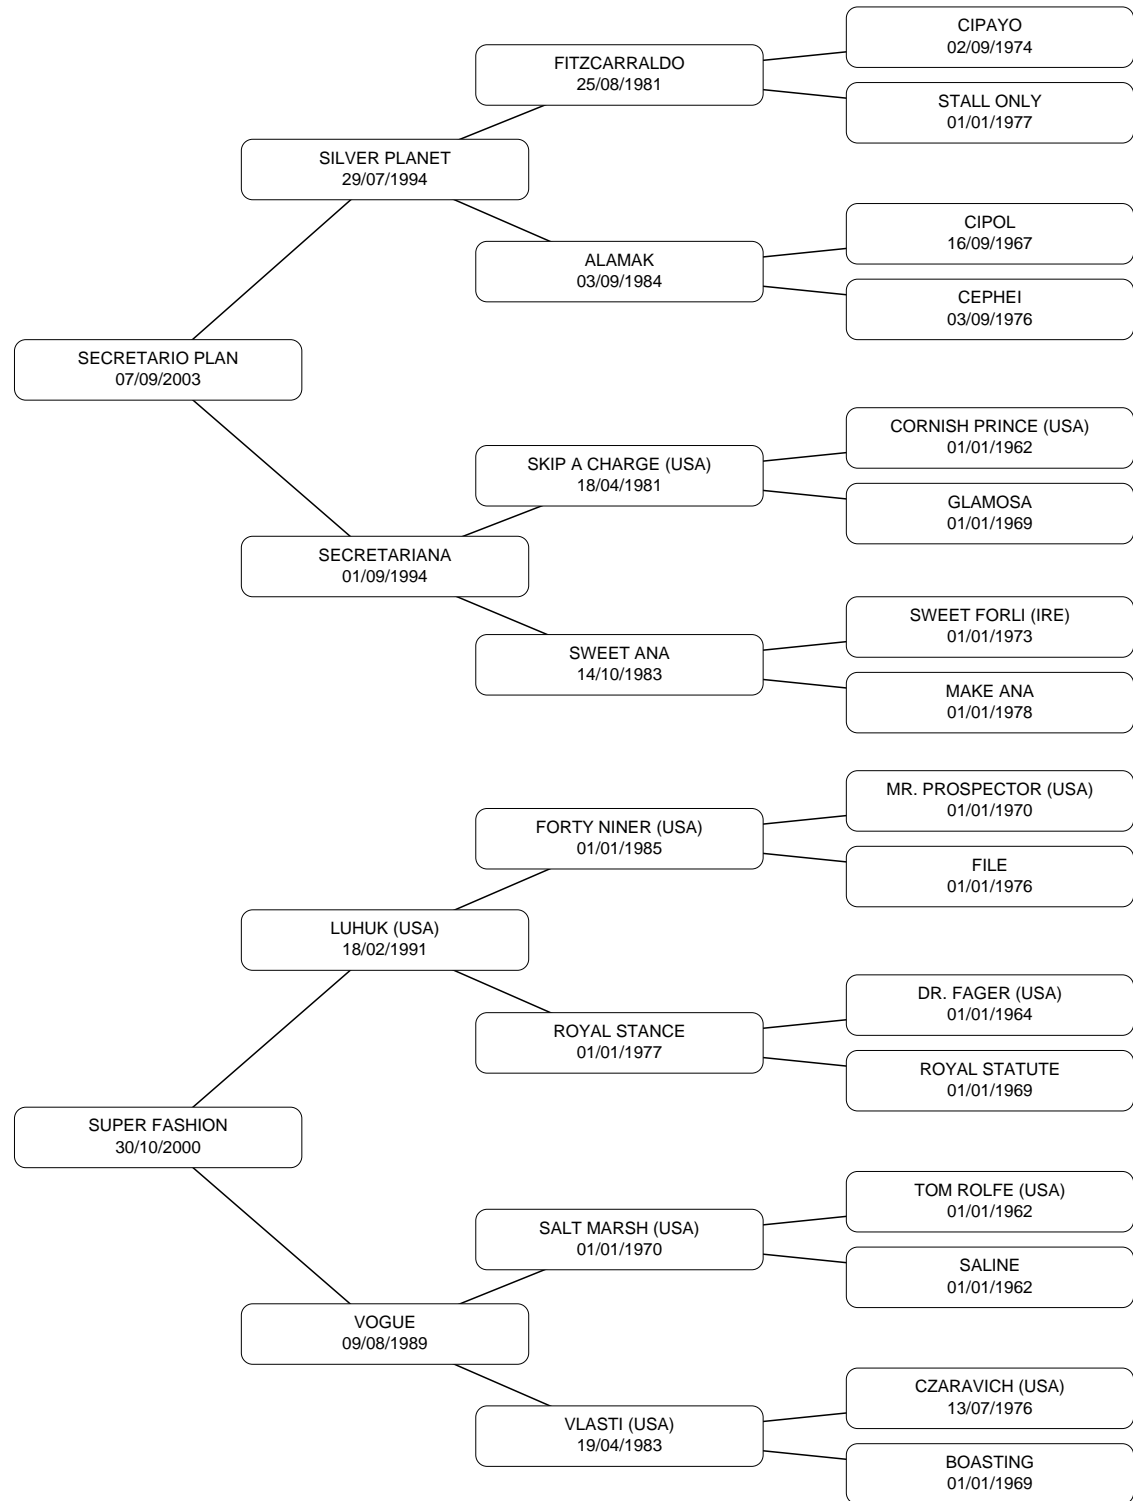 CIPAYO
02/09/1974
FITZCARRALDO
25/08/1981
STALL ONLY
01/01/1977
SILVER PLANET
29/07/1994
CIPOL
16/09/1967
ALAMAK
03/09/1984
CEPHEI
03/09/1976
SECRETARIO PLAN
07/09/2003
CORNISH PRINCE (USA)
01/01/1962
SKIP A CHARGE (USA)
18/04/1981
GLAMOSA
01/01/1969
SECRETARIANA
01/09/1994
SWEET FORLI (IRE)
01/01/1973
SWEET ANA
14/10/1983
MAKE ANA
01/01/1978
MR. PROSPECTOR (USA)
01/01/1970
FORTY NINER (USA)
01/01/1985
FILE
01/01/1976
LUHUK (USA)
18/02/1991
DR. FAGER (USA)
01/01/1964
ROYAL STANCE
01/01/1977
ROYAL STATUTE
01/01/1969
SUPER FASHION
30/10/2000
TOM ROLFE (USA)
01/01/1962
SALT MARSH (USA)
01/01/1970
SALINE
01/01/1962
VOGUE
09/08/1989
CZARAVICH (USA)
13/07/1976
VLASTI (USA)
19/04/1983
BOASTING
01/01/1969